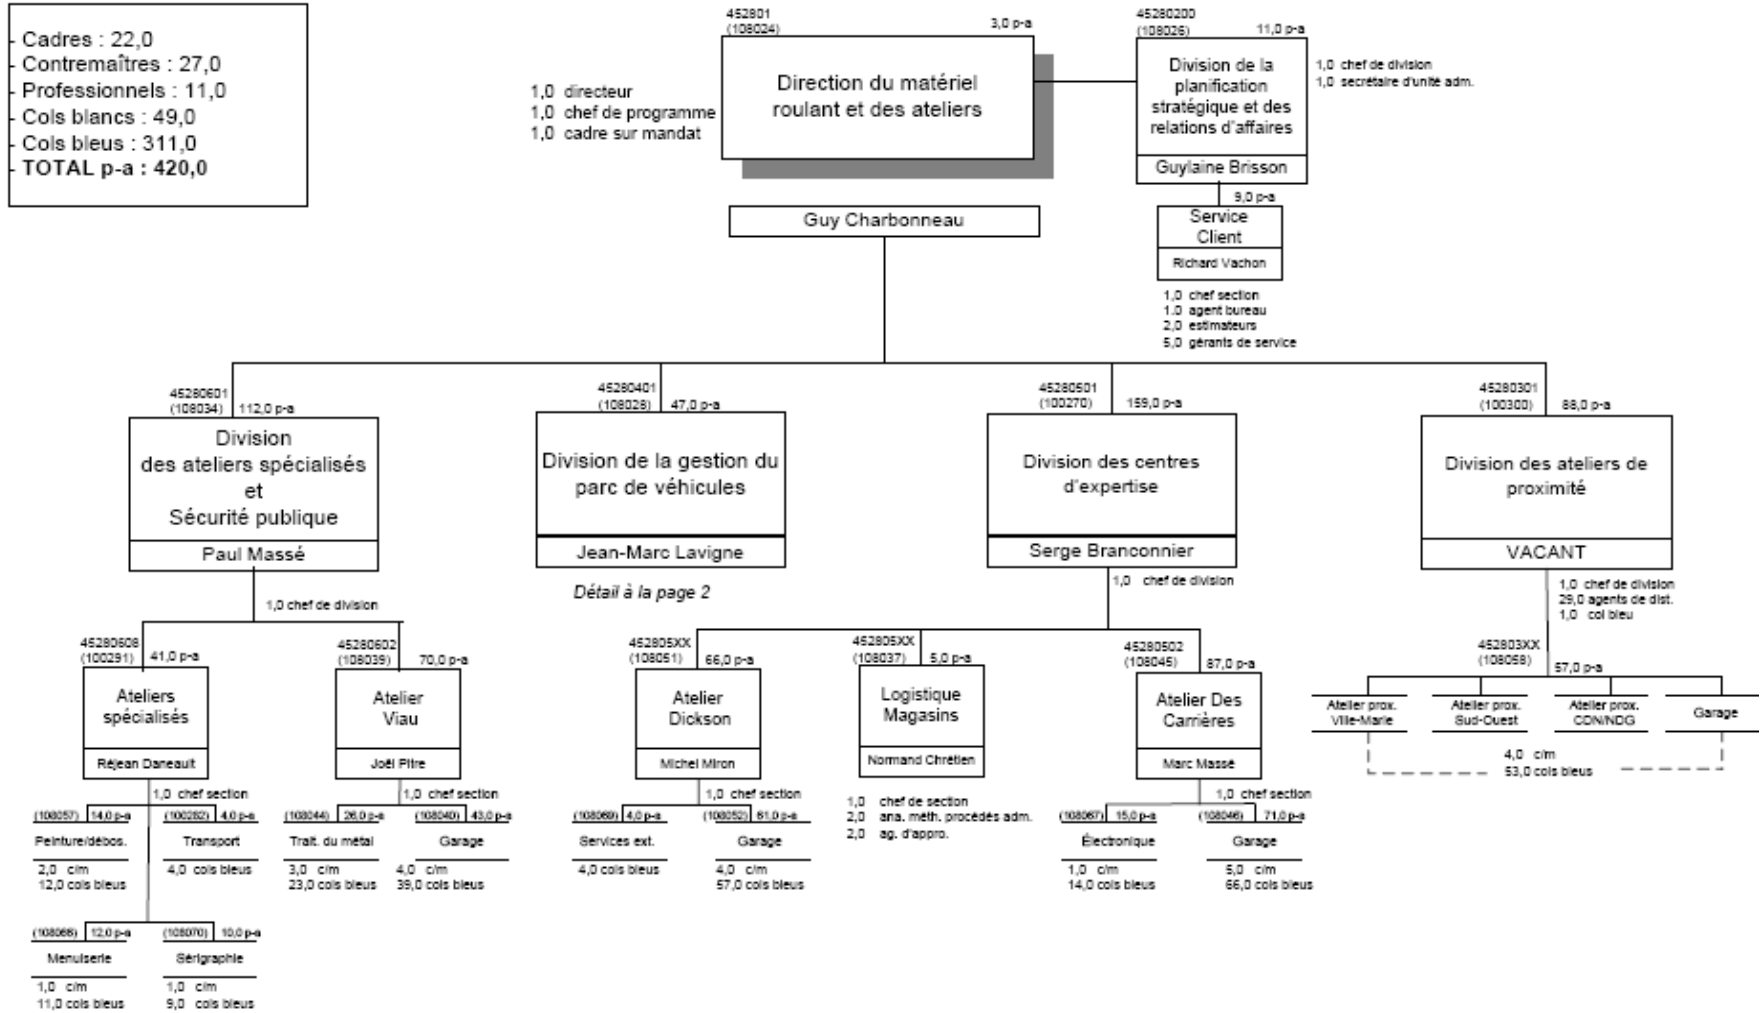 - Cadres : 22,0
- Contremaîtres : 27,0
- Professionnels : 11,0
- Cols blancs : 49,0
- Cols bleus : 311,0
- TOTAL p-a : 420,0
452801
(108024)
3,0 p-a
1,0 directeur
1,0 chef de programme
1,0 cadre sur mandat
Direction du matériel
roulant et des ateliers
Guy Charbonneau
45280200
(108026)
11,0 p-a
Division de la
planification
stratégique et des
relations d'affaires
Guylaine Brisson
1,0 chef de division
1,0 secrétaire d'unité adm.
9,0 p-a
Service
Client
Richard Vachon
1,0 chef section
1.0 agent bureau
2,0 estimateurs
5,0 gérants de service
45280601
(108034)
112,0 p-a
Division
des ateliers spécialisés
et
Sécurité publique
Paul Massé
1,0 chef de division
45280401
(108028)
47,0 p-a
Division de la gestion du
parc de véhicules
Jean-Marc Lavigne
Détail à la page 2
45280501
(100270)
159,0 p-a
Division des centres
d'expertise
Serge Branconnier
1,0 chef de division
45280301
(100300)
88,0 p-a
Division des ateliers de
proximité
VACANT
1,0 chef de division
29,0 agents de dist.
1,0 col bleu
45280608
(100291)
41,0 p-a
Ateliers
spécialisés
Réjean Daneault
1,0 chef section
45280602
(108039)
70,0 p-a
Atelier
Viau
Joël Pitre
1,0 chef section
452805XX
(108051)
66,0 p-a
Atelier
Dickson
Michel Miron
1,0 chef section
452805XX
(108037)
5,0 p-a
Logistique
Magasins
Normand Chrétien
1,0 chef de section
2,0 ana. méth. procédés adm.
2,0 ag. d'appro.
45280502
(108045)
87,0 p-a
Atelier Des
Carrières
Marc Massé
1,0 chef section
452803XX
(108058)
57,0 p-a
Atelier prox.
Ville-Marie
Atelier prox.
Sud-Ouest
Atelier prox.
CDN/NDG
Garage
4,0 c/m
53,0 cols bleus
(108057) 14,0 p-a
Peinture/débos.
2,0 c/m
12,0 cols bleus
(100282) 4,0 p-a
Transport
4,0 cols bleus
(108044) 26,0 p-a
Trait. du métal
3,0 c/m
23,0 cols bleus
(108040) 43,0 p-a
Garage
4,0 c/m
39,0 cols bleus
(108069) 4,0 p-a
Services ext.
4,0 cols bleus
(108052) 61,0 p-a
Garage
4,0 c/m
57,0 cols bleus
(108067) 15,0 p-a
Électronique
1,0 c/m
14,0 cols bleus
(108046) 71,0 p-a
Garage
5,0 c/m
66,0 cols bleus
(108066) 12,0 p-a
Menuiserie
1,0 c/m
11,0 cols bleus
(108070) 10,0 p-a
Sérigraphie
1,0 c/m
9,0 cols bleus